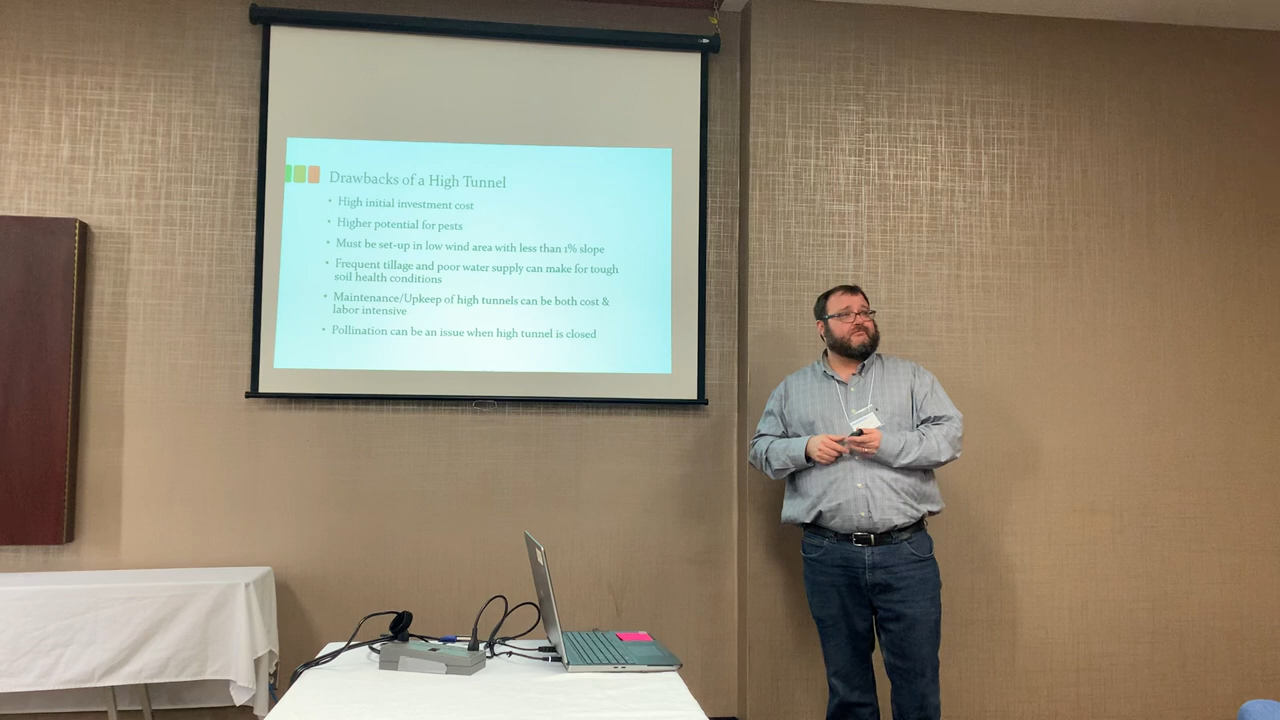 Drawbacks of a High Tunnel
• High initial investment cost
• Higher potential for pests
• Must be set-up in low wind area with less than 1% slope
• Frequent tillage and poor water supply can make for tough
soil health conditions
• Maintenance/Upkeep of high tunnels can be both cost &
labor intensive
• Pollination can be an issue when high tunnel is closed